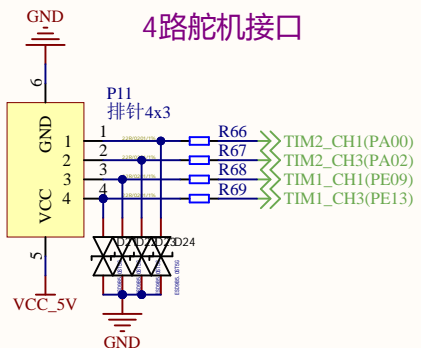 GND
4路舵机接口
6
P11
排针4x3
GND
VCC
1
2
3
4
1
2
3
4
R66
R67
R68
R69
TIM2_CH1(PA00)
TIM2_CH3(PA02)
TIM1_CH1(PE09)
TIM1_CH3(PE13)
5
VCC_5V
D24
GND